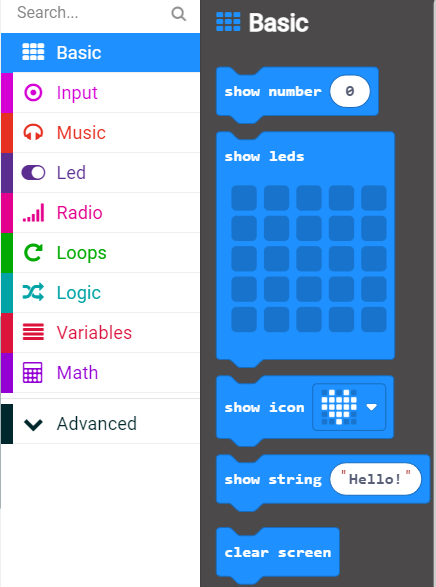 Search...
Basic
Input
Music
Led
Radio
Loops
Logic
Variables
Math
Advanced
Basic
show number 0
show leds
show icon
show string "Hello!"
clear screen